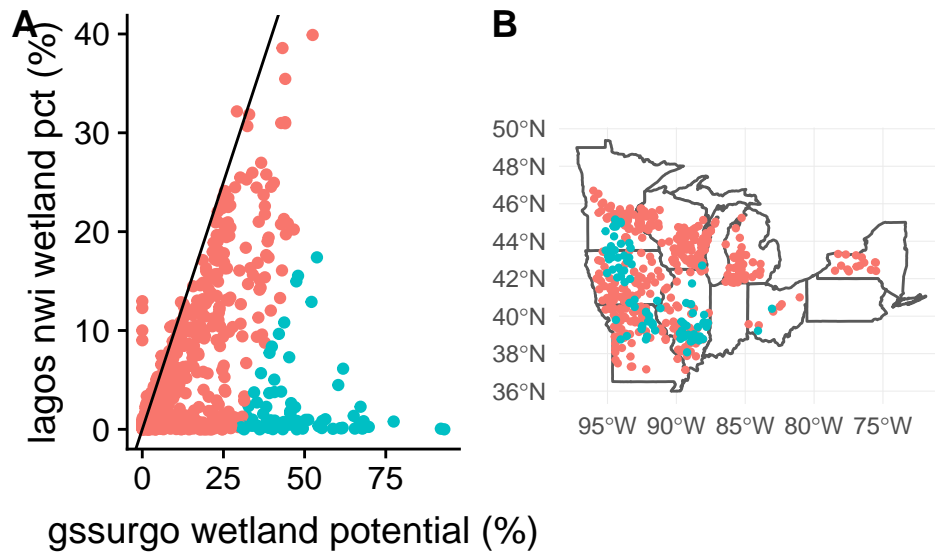 A
lagos nwi wetland pct (%)
40
30
20
10
0
0 25 50 75
gssurgo wetland potential (%)
B
50°N
48°N
46°N
44°N
42°N
40°N
38°N
36°N
95°W 90°W 85°W 80°W 75°W